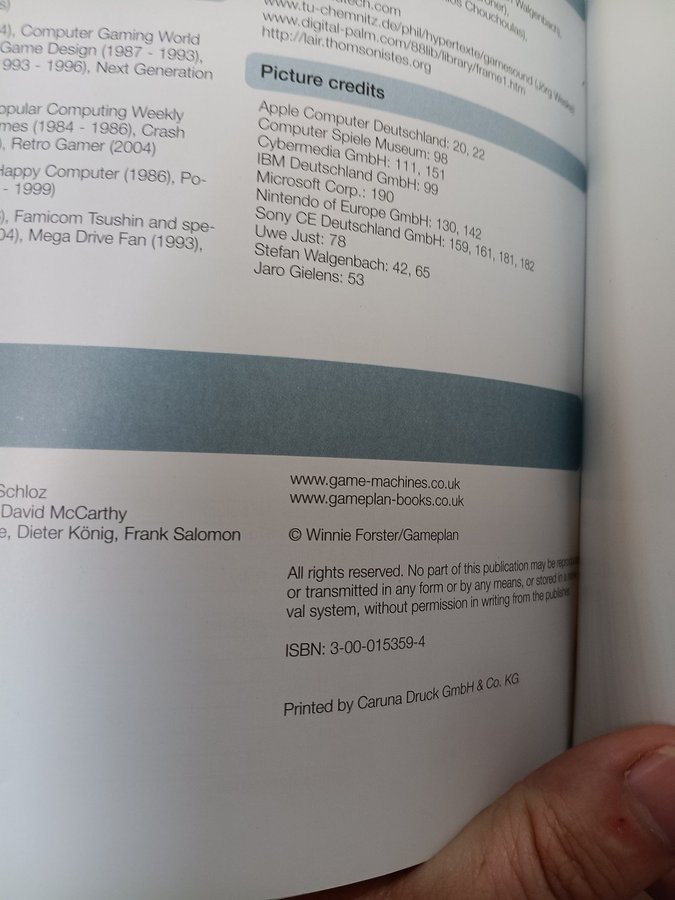 s)
4), Computer Gaming World
Game Design (1987 - 1993),
993 - 1996), Next Generation
opular Computing Weekly
mes (1984 - 1986), Crash
), Retro Gamer (2004)
Happy Computer (1986), Po-
- 1999)
), Famicom Tsushin and spe-
04), Mega Drive Fan (1993),
Walgenbach),
Chouchoulas),
www.tu-chemnitz.de/phil/hypertexte/gamesound (Jörg
www.digital-palm.com/88lib/library/frame1.htm
http://lair.thomsonistes.org
Picture credits
Apple Computer Deutschland: 20, 22
Computer Spiele Museum: 98
Cybermedia GmbH: 111, 151
IBM Deutschland GmbH: 99
Microsoft Corp.: 190
Nintendo of Europe GmbH: 130, 142
Sony CE Deutschland GmbH: 159, 161, 181, 182
Uwe Just: 78
Stefan Walgenbach: 42, 65
Jaro Gielens: 53
Schloz
David McCarthy
e, Dieter König, Frank Salomon
www.game-machines.co.uk
www.gameplan-books.co.uk
© Winnie Forster/Gameplan
All rights reserved. No part of this publication may be
or transmitted in any form or by any means, or stored in a
val system, without permission in writing from the publisher.
ISBN: 3-00-015359-4
Printed by Caruna Druck GmbH & Co. KG